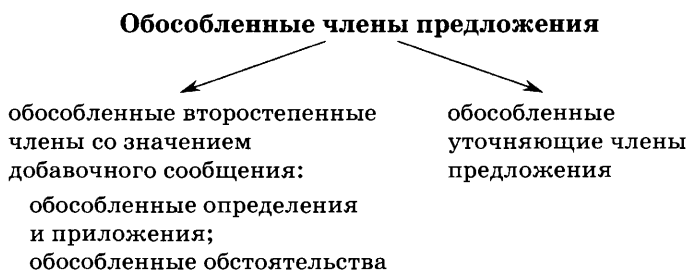 Обособленные члены предложения
обособленные второстепенные
члены со значением
добавочного сообщения:
обособленные определения
и приложения;
обособленные обстоятельства
обособленные
уточняющие члены
предложения